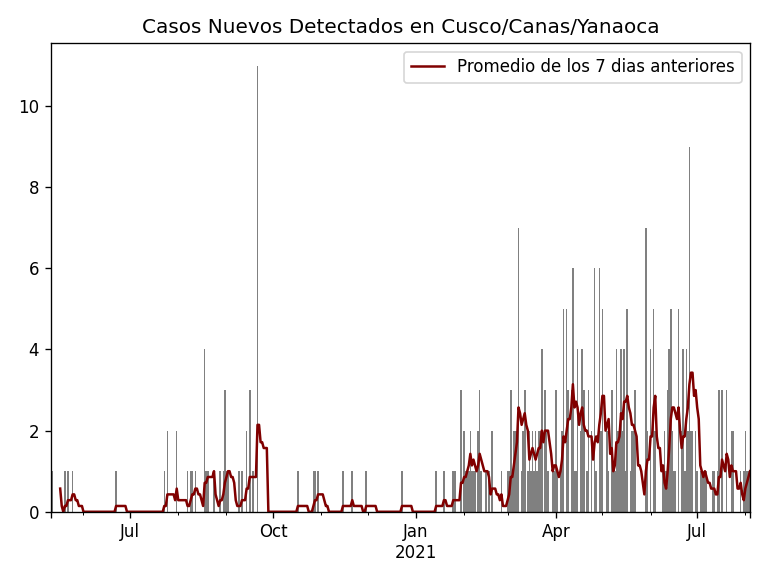 Casos Nuevos Detectados en Cusco/Canas/Yanaoca
Promedio de los 7 dias anteriores
10
8
6
4
2
0
Jul
Oct
Jan
Apr
Jul
2021